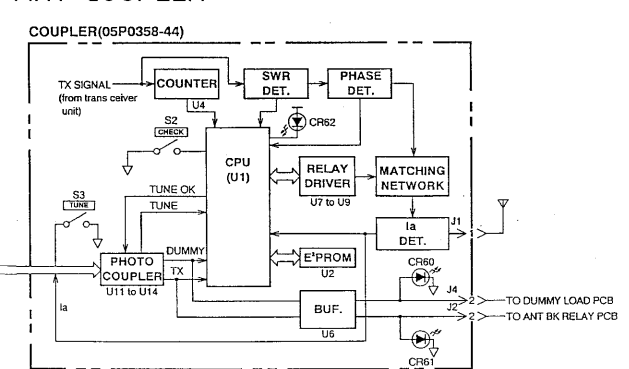 COUPLER(05P0358-44)
TX SIGNAL
(from trans ceiver
unit)
COUNTER
U4
SWR
DET.
PHASE
DET.
CR62
S2
CHECK
CPU
(U1)
RELAY
DRIVER
U7 to U9
MATCHING
NETWORK
TUNE OK
TUNE
S3
TUNE
Ia
DET.
J1
1
PHOTO
COUPLER
U11 to U14
DUMMY
TX
E²PROM
U2
CR60
Ia
BUF.
U6
J4
2
TO DUMMY LOAD PCB
J2
2
TO ANT BK RELAY PCB
CR61